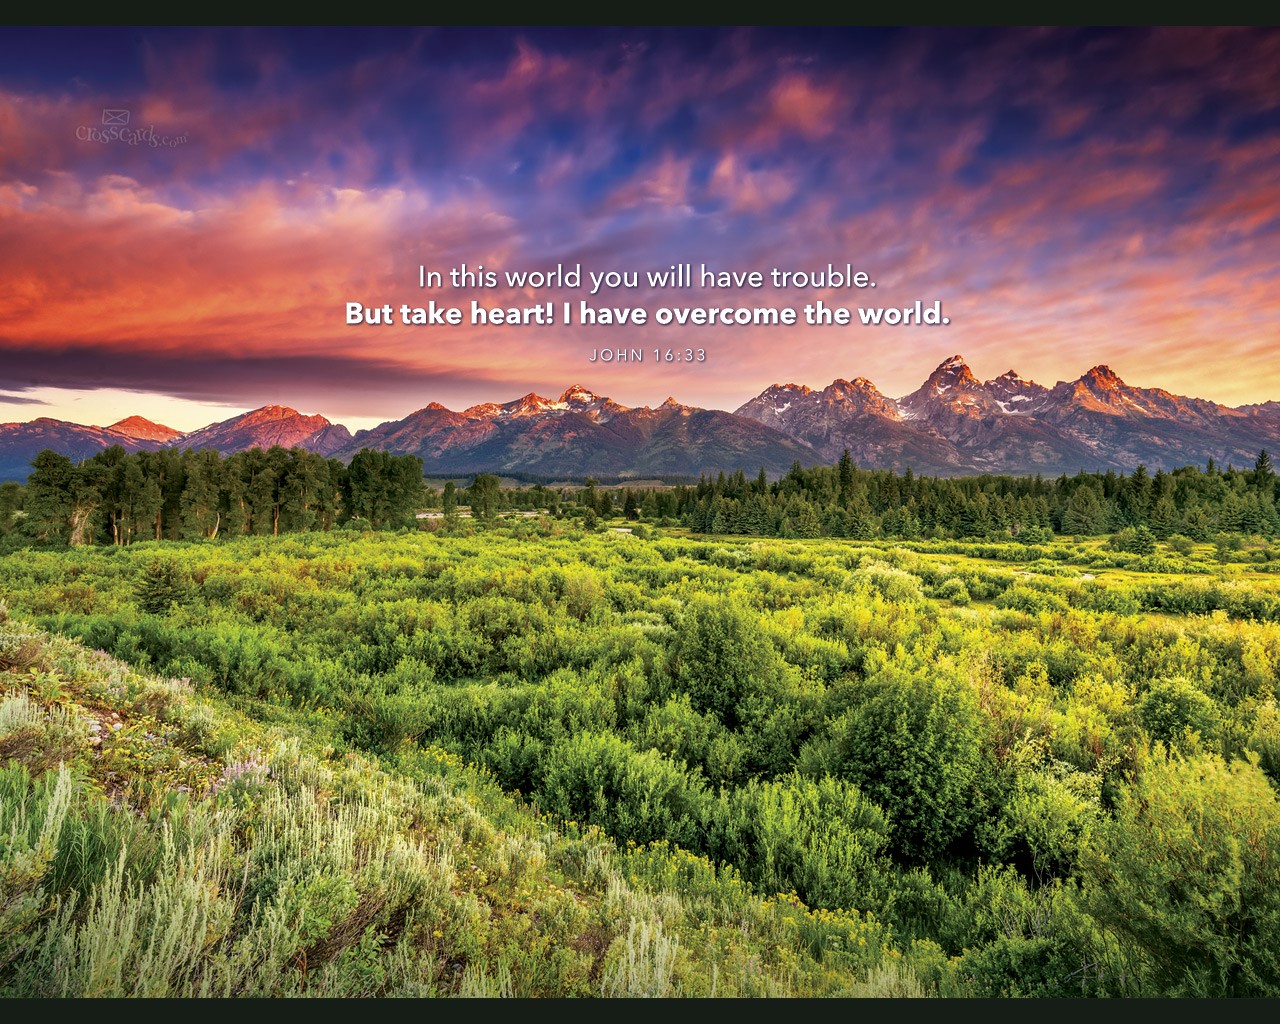 crosscards.com
In this world you will have trouble.
But take heart! I have overcome the world.
JOHN 16:33